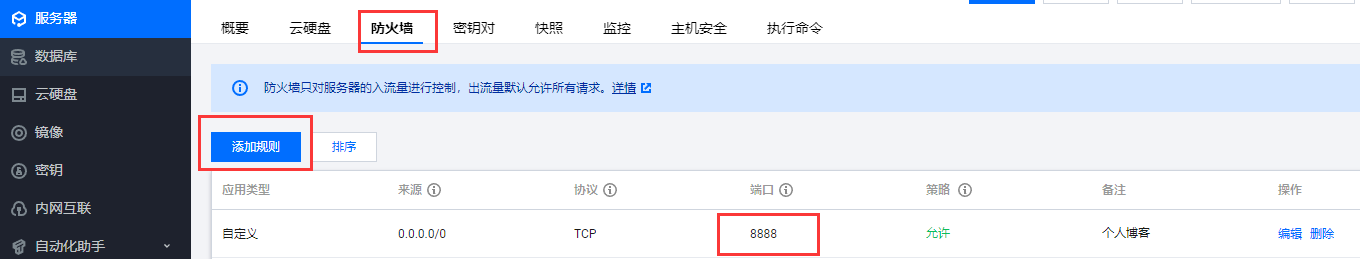 服务器
数据库
云硬盘
镜像
密钥
内网互联
自动化助手
概要 云硬盘 防火墙 密钥对 快照 监控 主机安全 执行命令
防火墙只对服务器的入流量进行控制，出流量默认允许所有请求。详情
添加规则 排序
应用类型 来源 协议 端口 策略 备注 操作
自定义 0.0.0.0/0 TCP 8888 允许 个人博客 编辑 删除